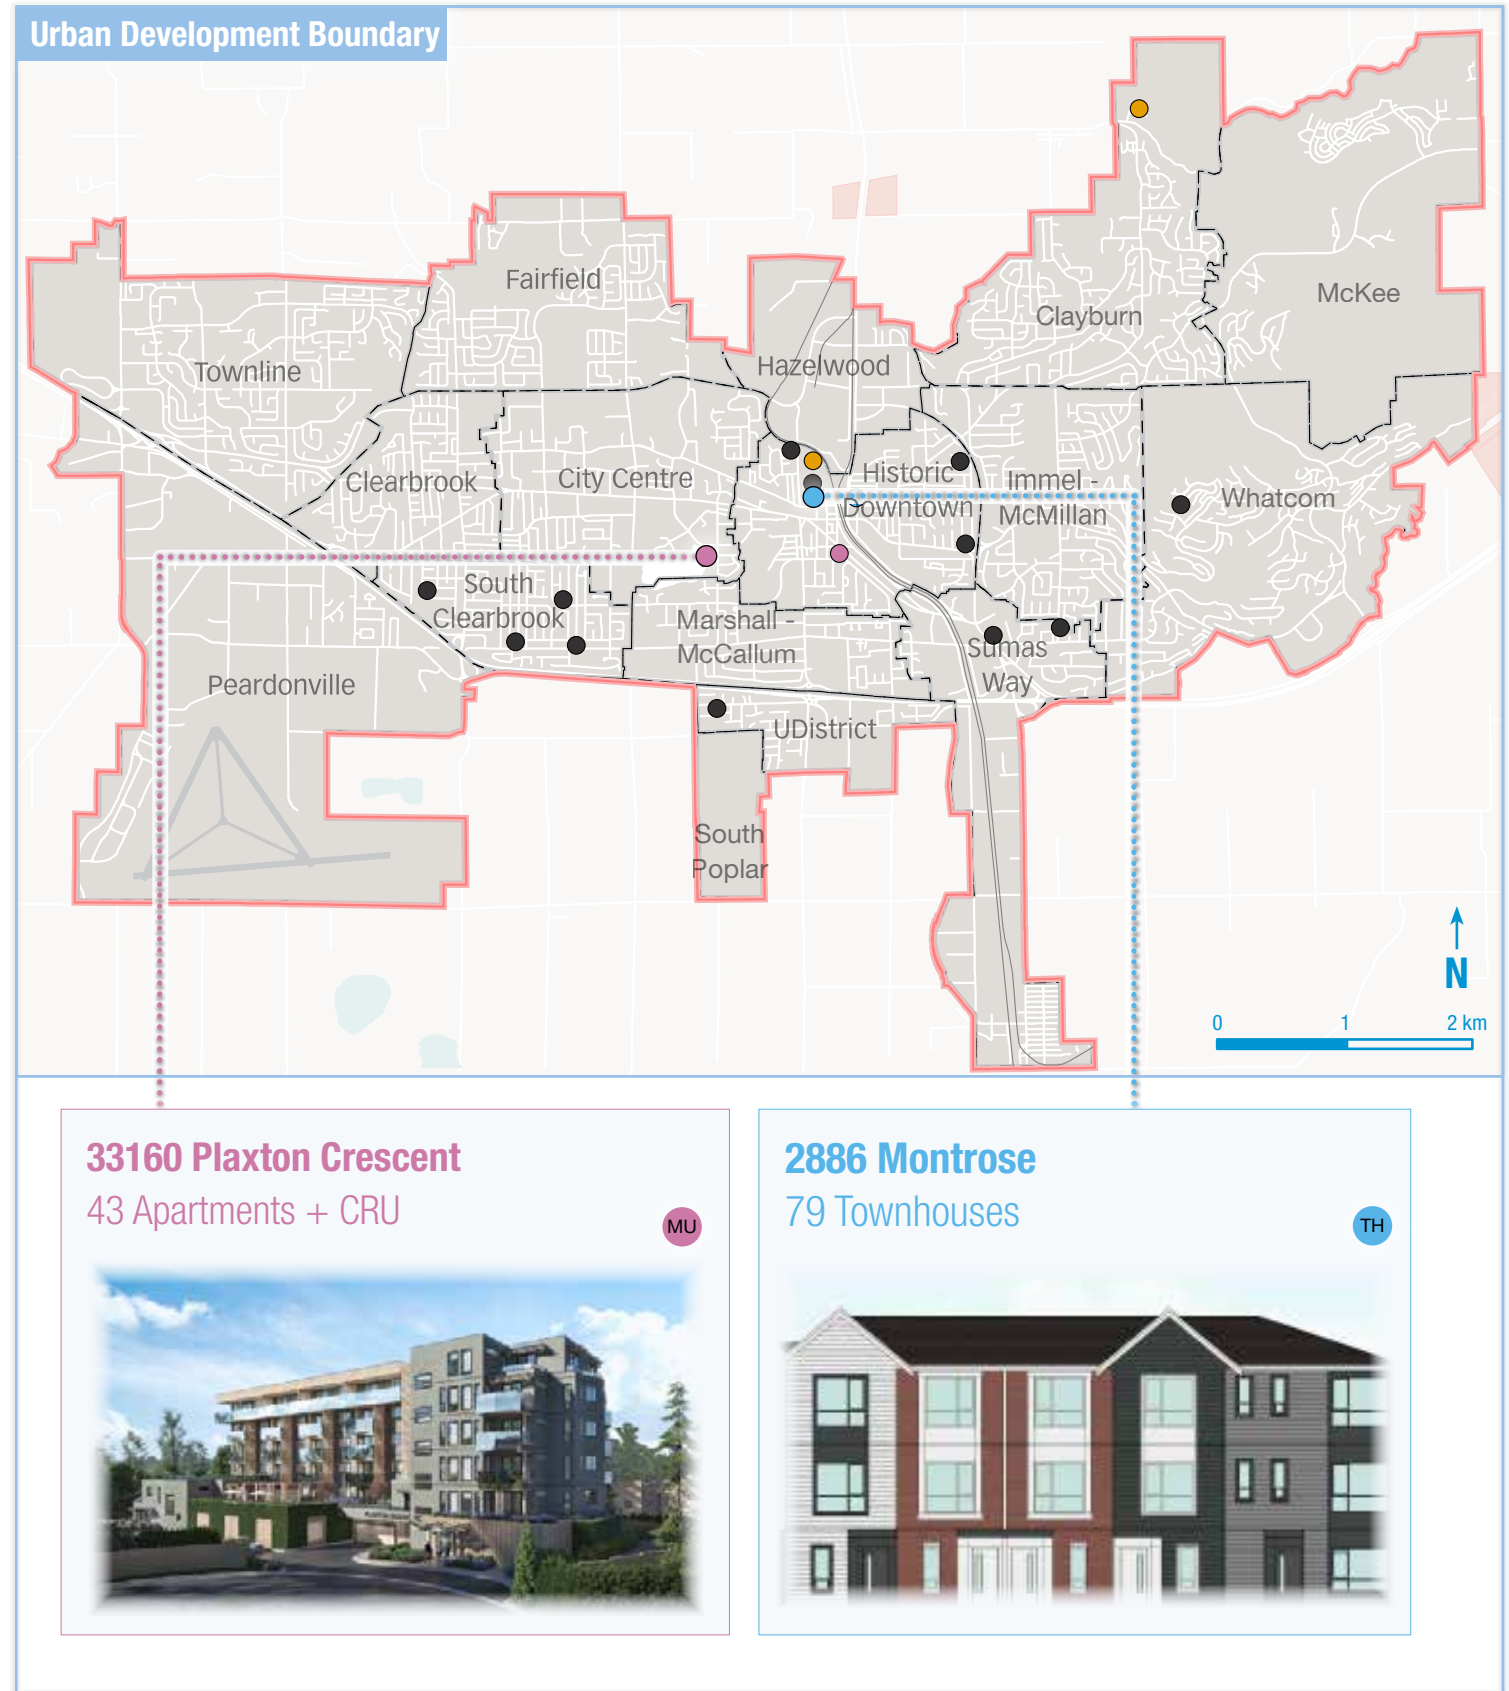 Urban Development Boundary
Fairfield
McKee
Clayburn
Hazelwood
Townline
Clearbrook
City Centre
Historic
Downtown
Immel -
McMillan
Whatcom
South
Clearbrook
Marshall -
McCallum
Sumas
Way
Peardonville
UDistrict
South
Poplar
N
0 1 2 km
33160 Plaxton Crescent
43 Apartments + CRU
MU
2886 Montrose
79 Townhouses
TH